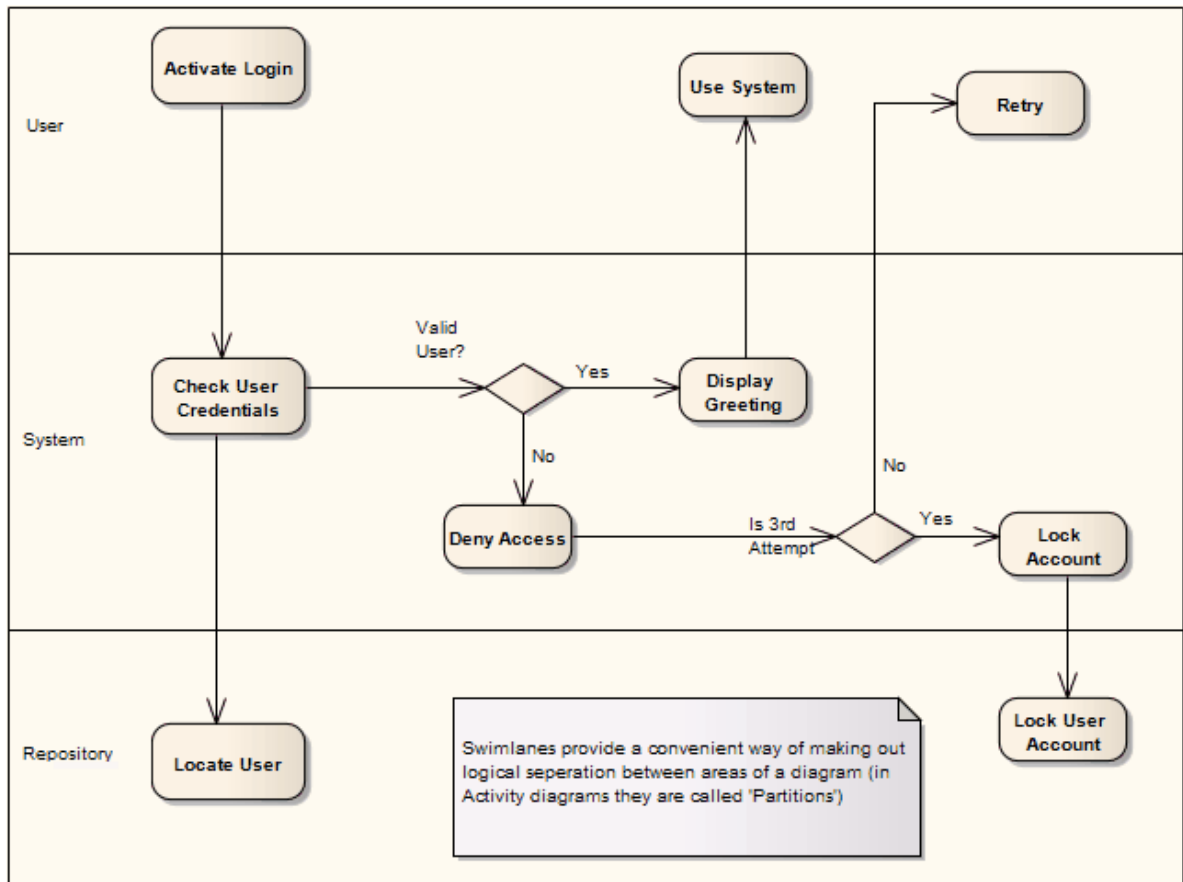 Activate Login
Use System
Retry
User
Valid
User?
Yes
Check User
Credentials
Display
Greeting
System
No
No
Deny Access
Is 3rd
Attempt
Yes
Lock
Account
Repository
Locate User
Swimlanes provide a convenient way of making out
logical seperation between areas of a diagram (in
Activity diagrams they are called 'Partitions')
Lock User
Account